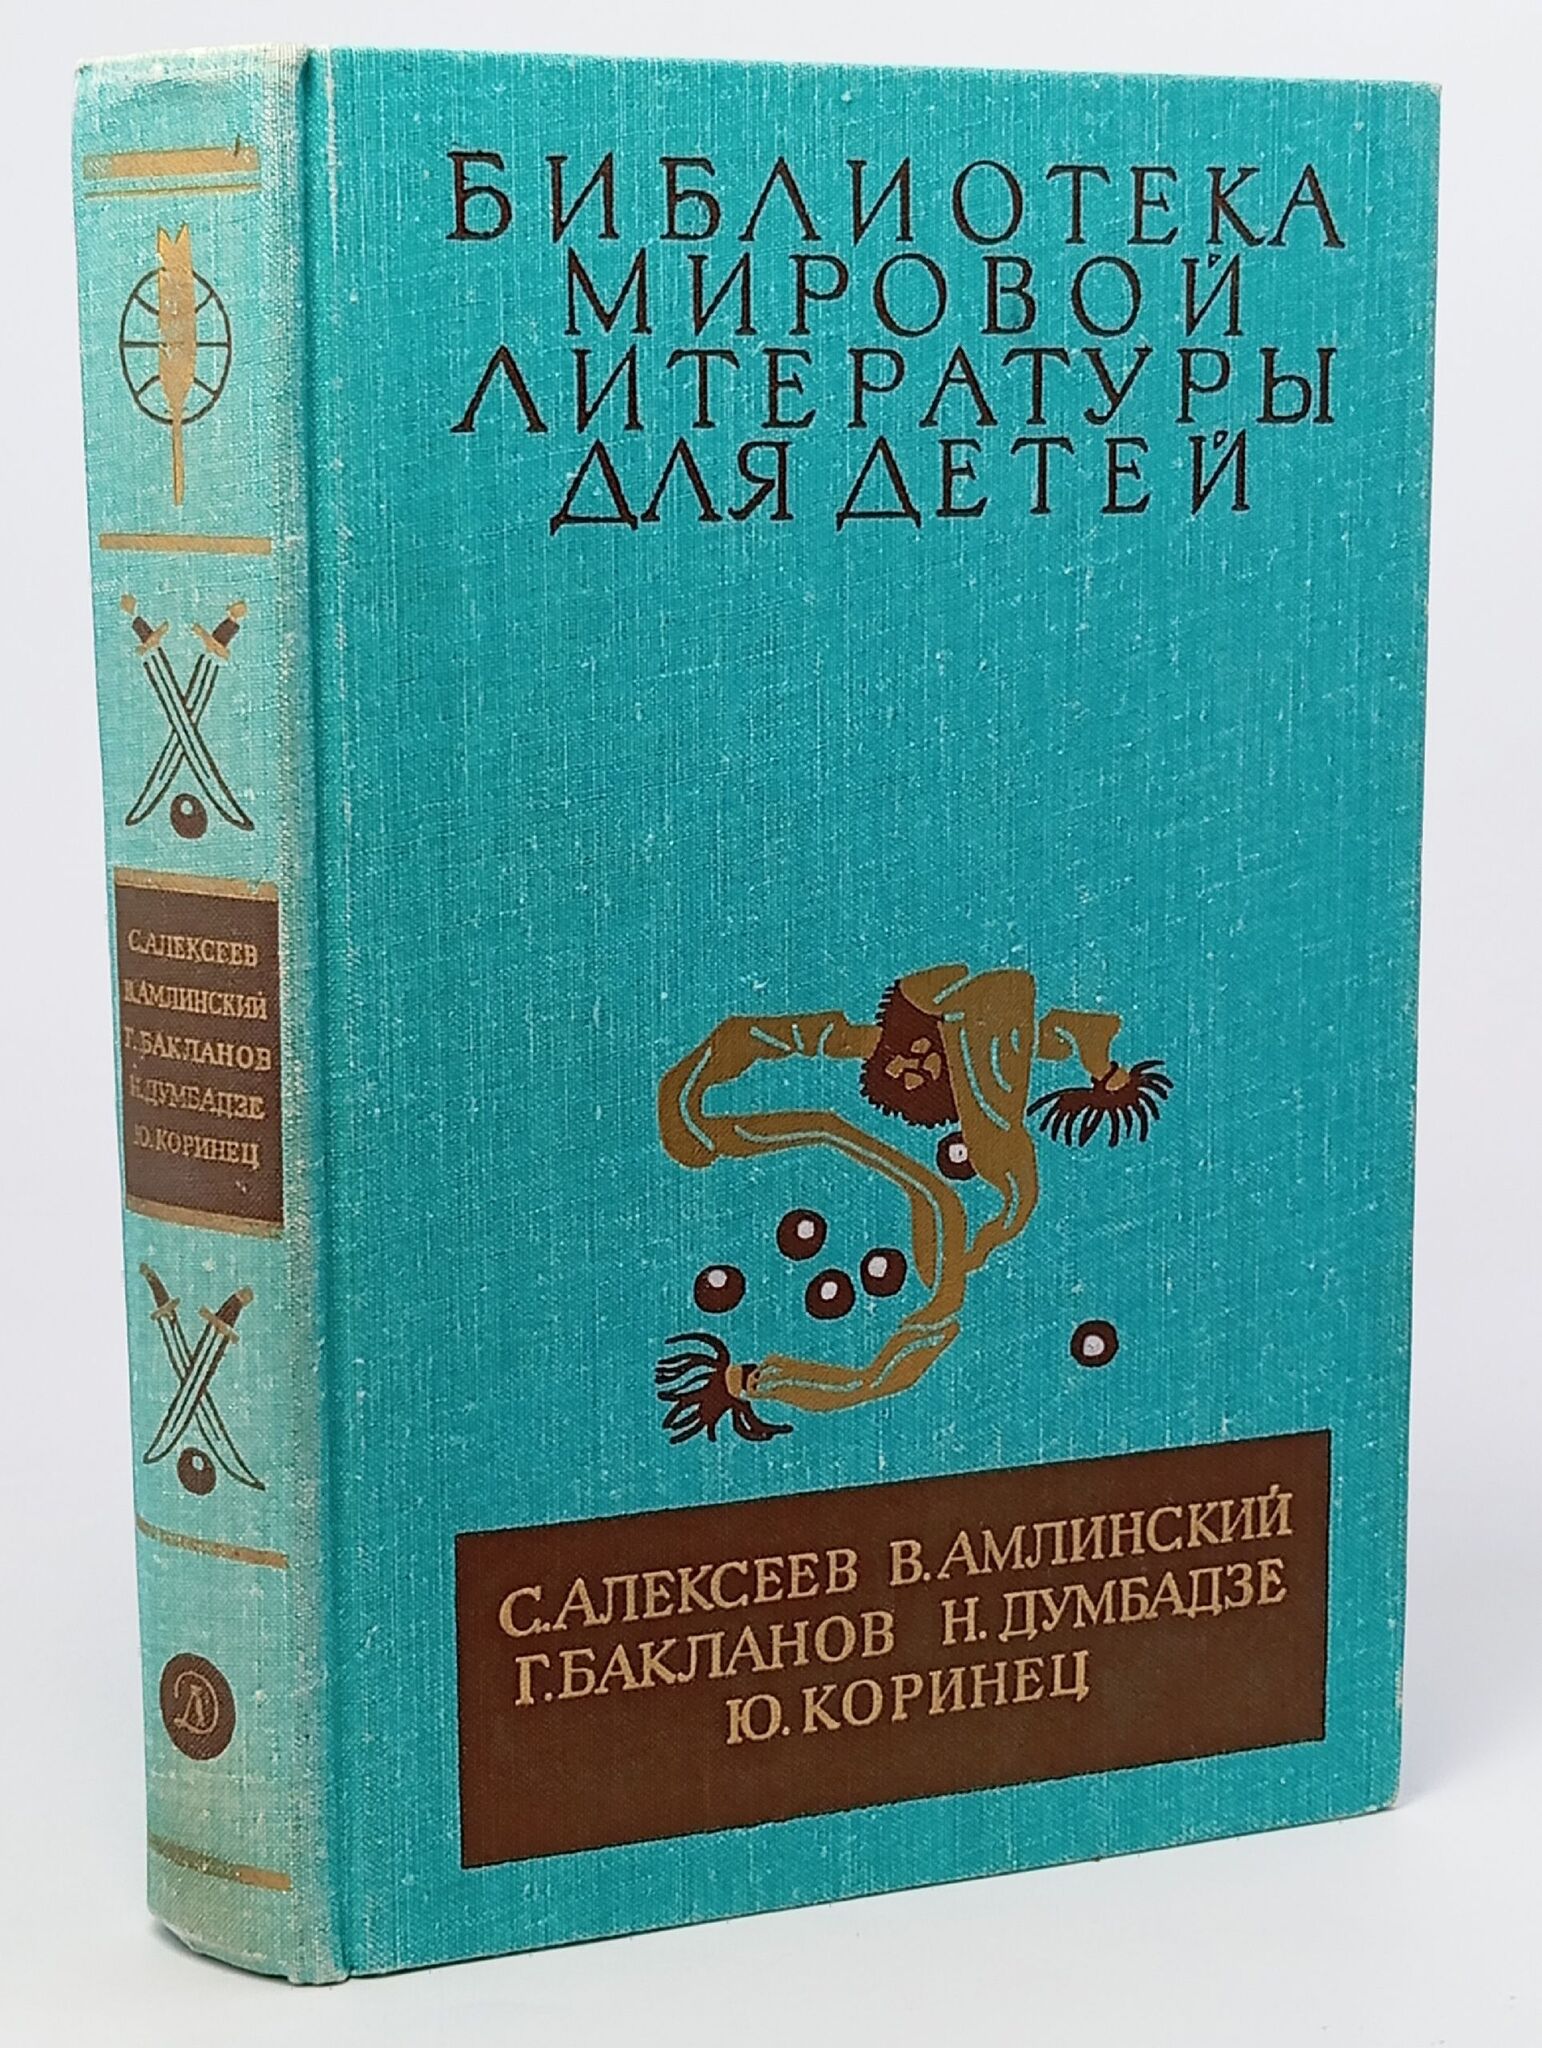 БИБЛИОТЕКА
МИРОВОЙ
ЛИТЕРАТУРЫ
ДЛЯ ДЕТЕЙ
С.АЛЕКСЕЕВ В.АМЛИНСКИЙ
Г.БАКЛАНОВ Н.ДУМБАДЗЕ
Ю.КОРИНЕЦ
С.АЛЕКСЕЕВ
В.АМЛИНСКИЙ
Г.БАКЛАНОВ
Н.ДУМБАДЗЕ
Ю.КОРИНЕЦ